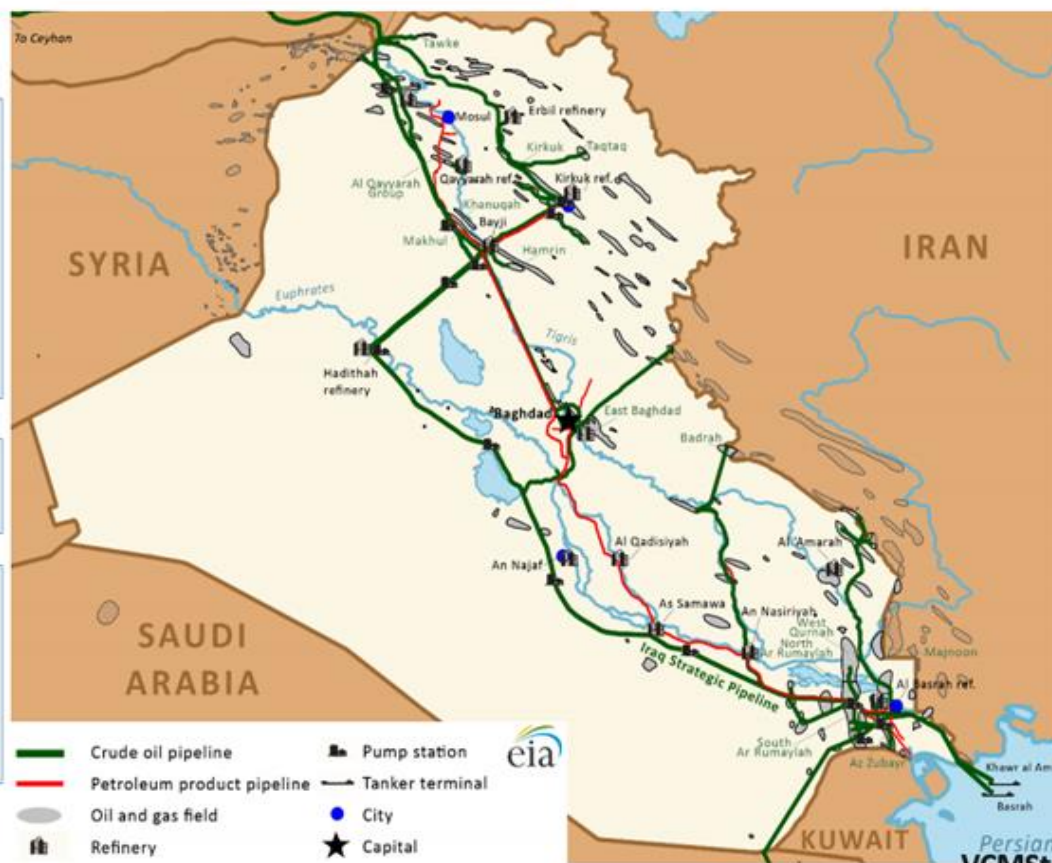 To Ceyhan
Tawke
Mosul
Erbil refinery
Kirkuk
Taqtaq
Al Qayyarah
Group
Qayyarah ref.
Kirkuk ref.
Khanuqah
Bayji
Makhul
Hamrin
SYRIA
IRAN
Euphrates
Tigris
Hadithah
refinery
Baghdad
East Baghdad
Badrah
Al Qadisiyah
Al 'Amarah
An Najaf
As Samawa
An Nasiriyah
West
Qurnah
North
Ar Rumaylah
Majnoon
SAUDI
ARABIA
Iraq Strategic Pipeline
Al Basrah ref.
South
Ar Rumaylah
Az Zubayr
Khawr al Am
Basrah
KUWAIT
Persian
Crude oil pipeline
Petroleum product pipeline
Oil and gas field
Refinery
Pump station
Tanker terminal
City
Capital
eia